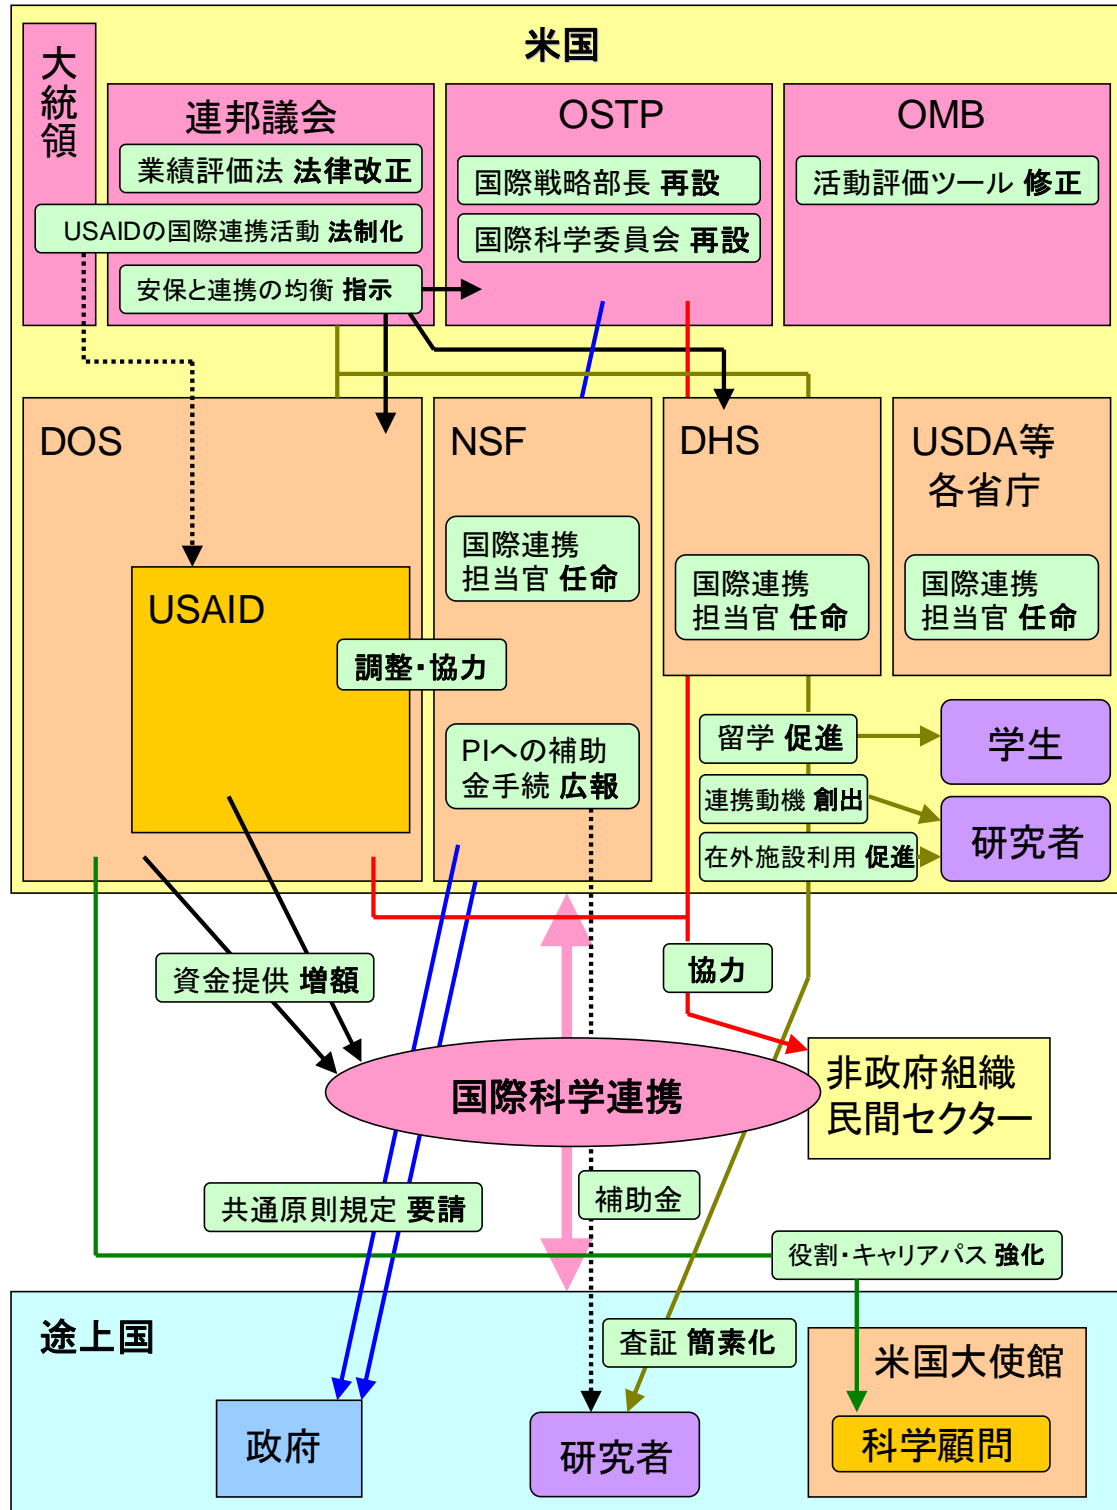 米国
大統領
連邦議会
業績評価法 法律改正
USAIDの国際連携活動 法制化
安保と連携の均衡 指示
OSTP
国際戦略部長 再設
国際科学委員会 再設
OMB
活動評価ツール 修正
DOS
USAID
調整・協力
NSF
国際連携
担当官 任命
PIへの補助
金手続 広報
DHS
国際連携
担当官 任命
USDA等
各省庁
国際連携
担当官 任命
留学 促進
連携動機 創出
在外施設利用 促進
学生
研究者
資金提供 増額
協力
国際科学連携
非政府組織
民間セクター
共通原則規定 要請
補助金
役割・キャリアパス 強化
途上国
査証 簡素化
政府
研究者
米国大使館
科学顧問